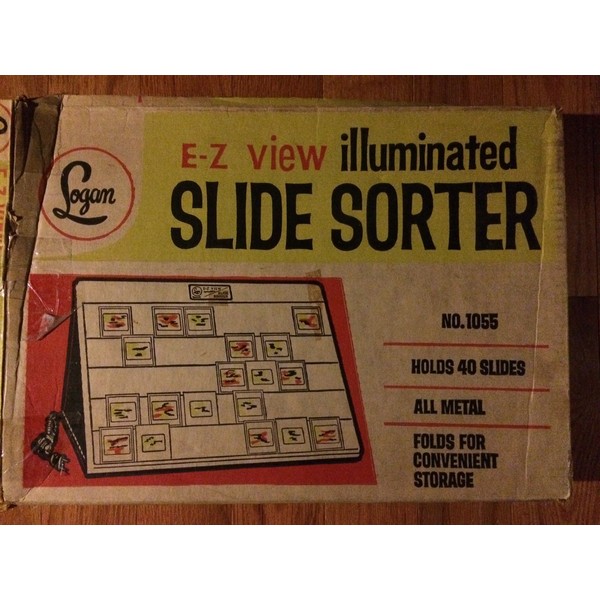 Logan
E-Z view illuminated
SLIDE SORTER
NO.1055
HOLDS 40 SLIDES
ALL METAL
FOLDS FOR
CONVENIENT
STORAGE